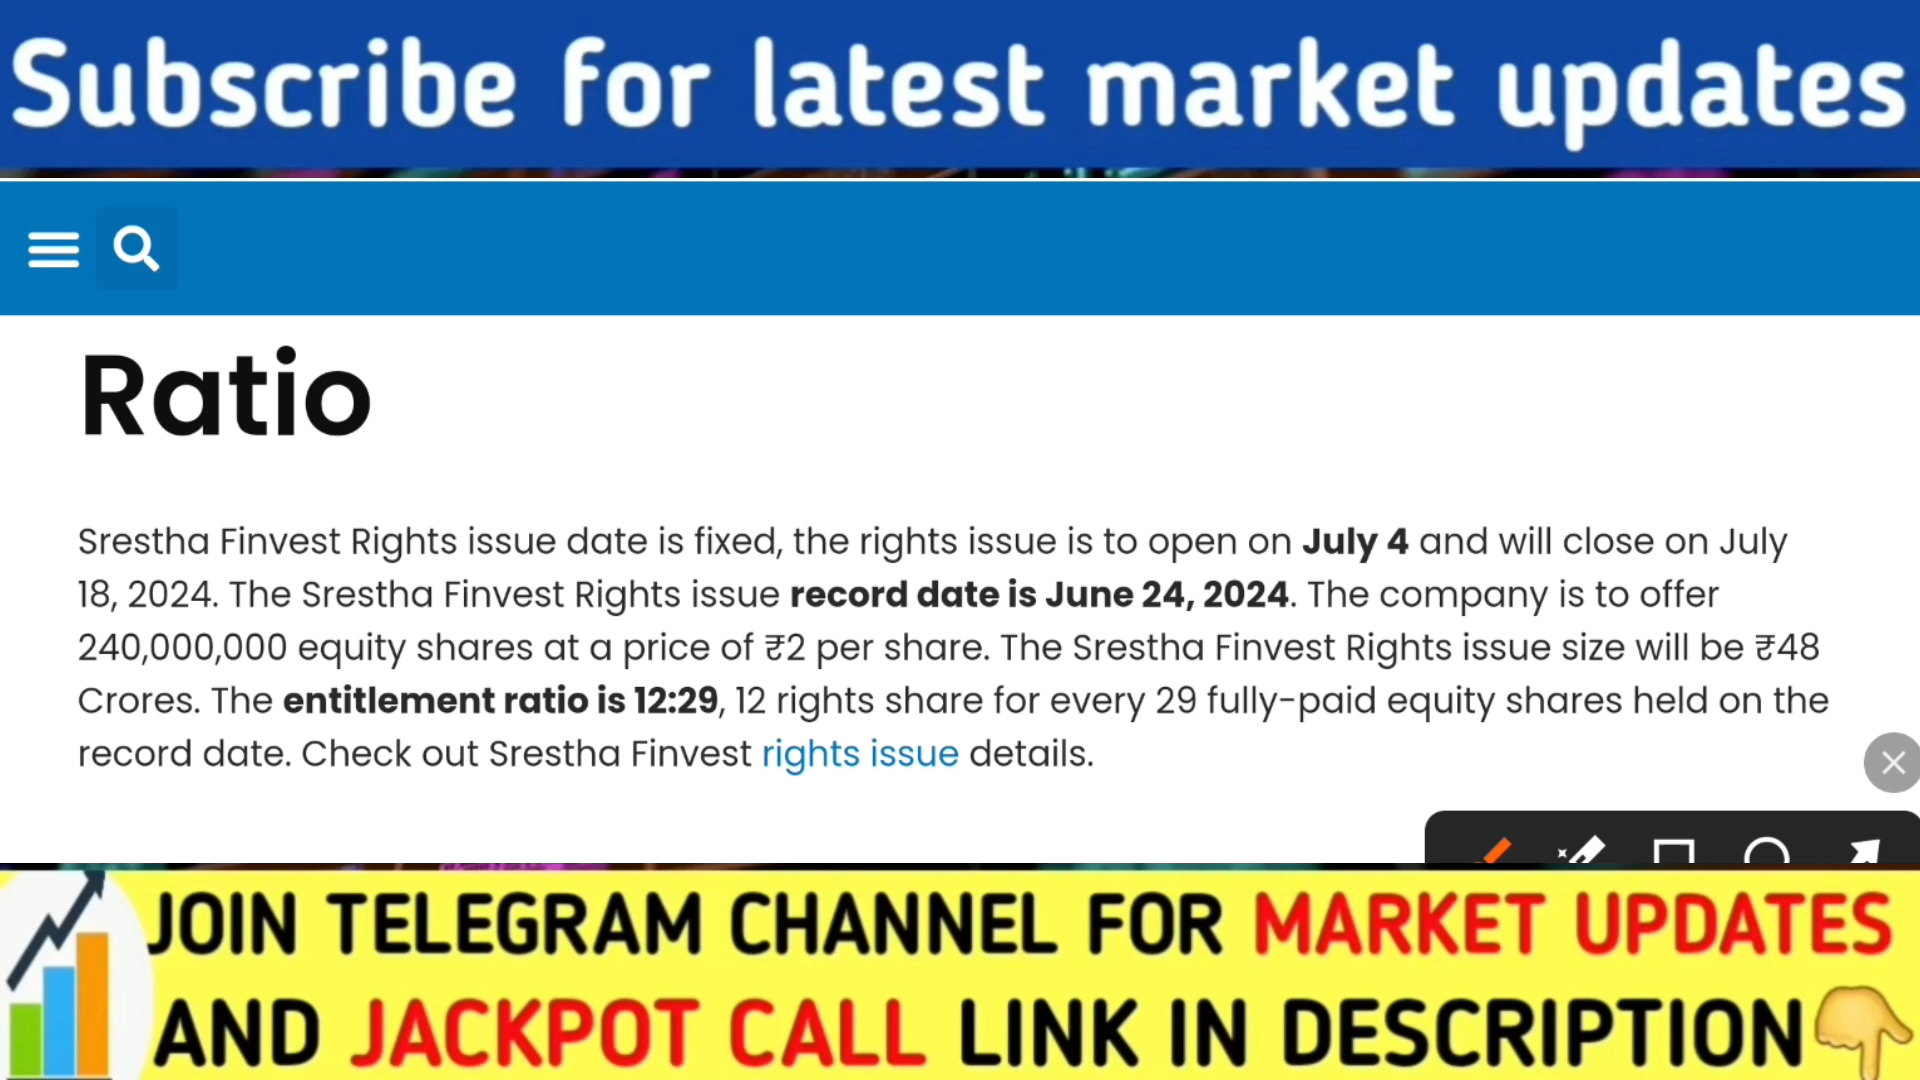 Subscribe for latest market updates
Ratio
Srestha Finvest Rights issue date is fixed, the rights issue is to open on July 4 and will close on July
18, 2024. The Srestha Finvest Rights issue record date is June 24, 2024. The company is to offer
240,000,000 equity shares at a price of ₹2 per share. The Srestha Finvest Rights issue size will be ₹48
Crores. The entitlement ratio is 12:29, 12 rights share for every 29 fully-paid equity shares held on the
record date. Check out Srestha Finvest rights issue details.
JOIN TELEGRAM CHANNEL FOR MARKET UPDATES
AND JACKPOT CALL LINK IN DESCRIPTION